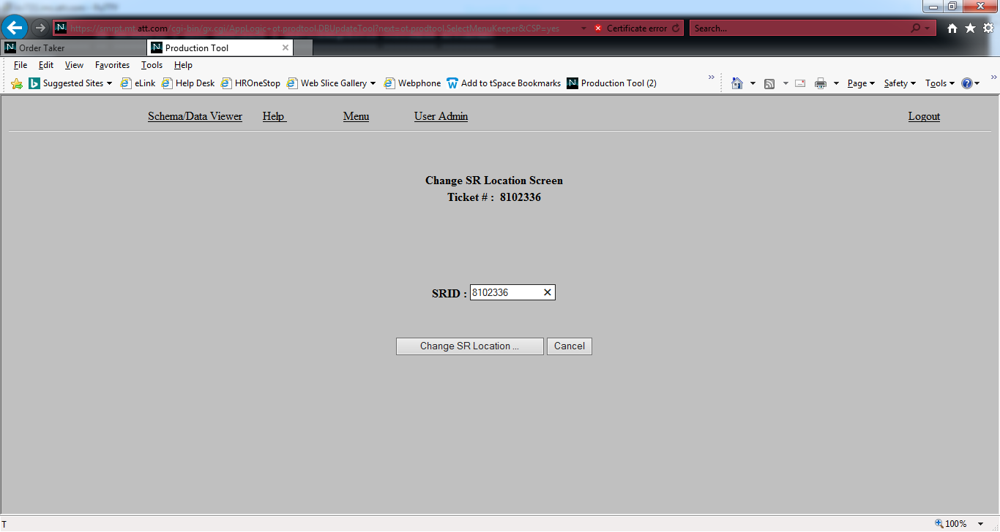 https://smrpt.mt.att.com/cgi-bin/gx.cgi/AppLogic+ot.prodtool.DBUpdateTool?next=ot.prodtool.SelectMenuKeeper&CSP=yes Certificate error Search...
Order Taker Production Tool
File Edit View Favorites Tools Help
Suggested Sites eLink Help Desk HROneStop Web Slice Gallery Webphone Add to tSpace Bookmarks Production Tool (2) » Page Safety Tools »
Schema/Data Viewer Help Menu User Admin Logout
Change SR Location Screen
Ticket # : 8102336
SRID : 8102336
Change SR Location ... Cancel
T 100%